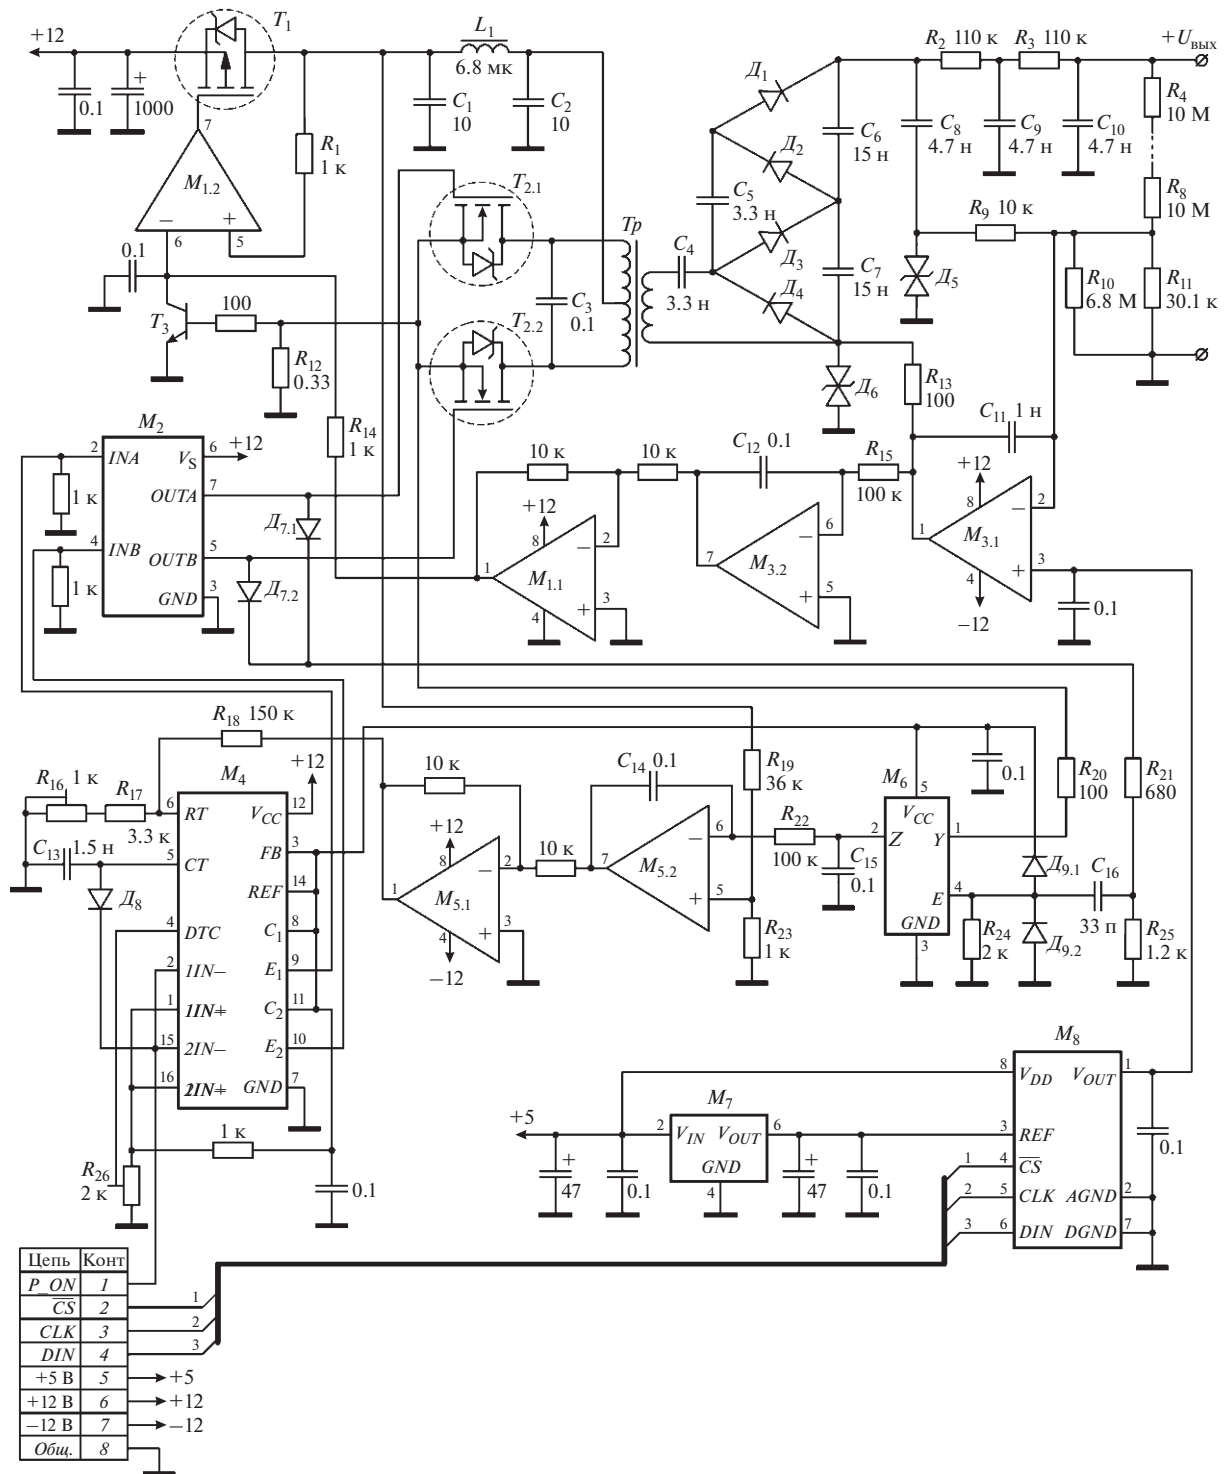 T1
+12
+
0.1
1000
7
M1.2
−
+
6
5
R1
1 к
L1
6.8 мк
C1
10
C2
10
T2.1
T2.2
Tр
C3
0.1
C4
3.3 н
C5
3.3 н
Д1
Д2
Д3
Д4
C6
15 н
C7
15 н
R2 110 к
R3 110 к
+Uвых
C8
4.7 н
C9
4.7 н
C10
4.7 н
R4
10 М
R8
10 М
R9 10 к
Д5
R10
6.8 М
R11
30.1 к
0.1
T3
100
R12
0.33
R14
1 к
Д6
R13
100
C11 1 н
M2
2
INA
VS
6
+12
1 к
OUTA
7
4
INB
OUTB
5
1 к
GND
3
Д7.1
Д7.2
10 к
10 к
C12 0.1
R15
100 к
+12
8
−
2
1
M1.1
+
3
4
−
6
7
M3.2
+
5
+12
8
−
2
1
M3.1
+
3
4
−12
0.1
R18 150 к
R16 1 к
R17
3.3 к
C13 1.5 н
Д8
M4
+12
6
RT
VCC
12
5
CT
FB
3
REF
14
4
DTC
C1
8
2
1IN−
E1
9
1
1IN+
C2
11
15
2IN−
E2
10
16
2IN+
GND
7
1 к
R26
2 к
0.1
10 к
+12
8
−
2
1
M5.1
+
3
4
−12
10 к
C14 0.1
−
6
7
M5.2
+
5
R19
36 к
R23
1 к
R22
100 к
C15
0.1
M6
5
VCC
2
Z
Y
1
E
4
GND
3
0.1
R20
100
R21
680
Д9.1
Д9.2
C16
33 п
R24
2 к
R25
1.2 к
M8
8
VDD
VOUT
1
3
REF
1
4
CS
2
5
CLK
AGND
2
3
6
DIN
DGND
7
0.1
+5
M7
2
VIN
VOUT
6
GND
4
+
47
0.1
+
47
0.1
Цепь Конт
P_ON 1
CS 2
CLK 3
DIN 4
+5 В 5
+12 В 6
−12 В 7
Общ. 8
1
2
3
+5
+12
−12